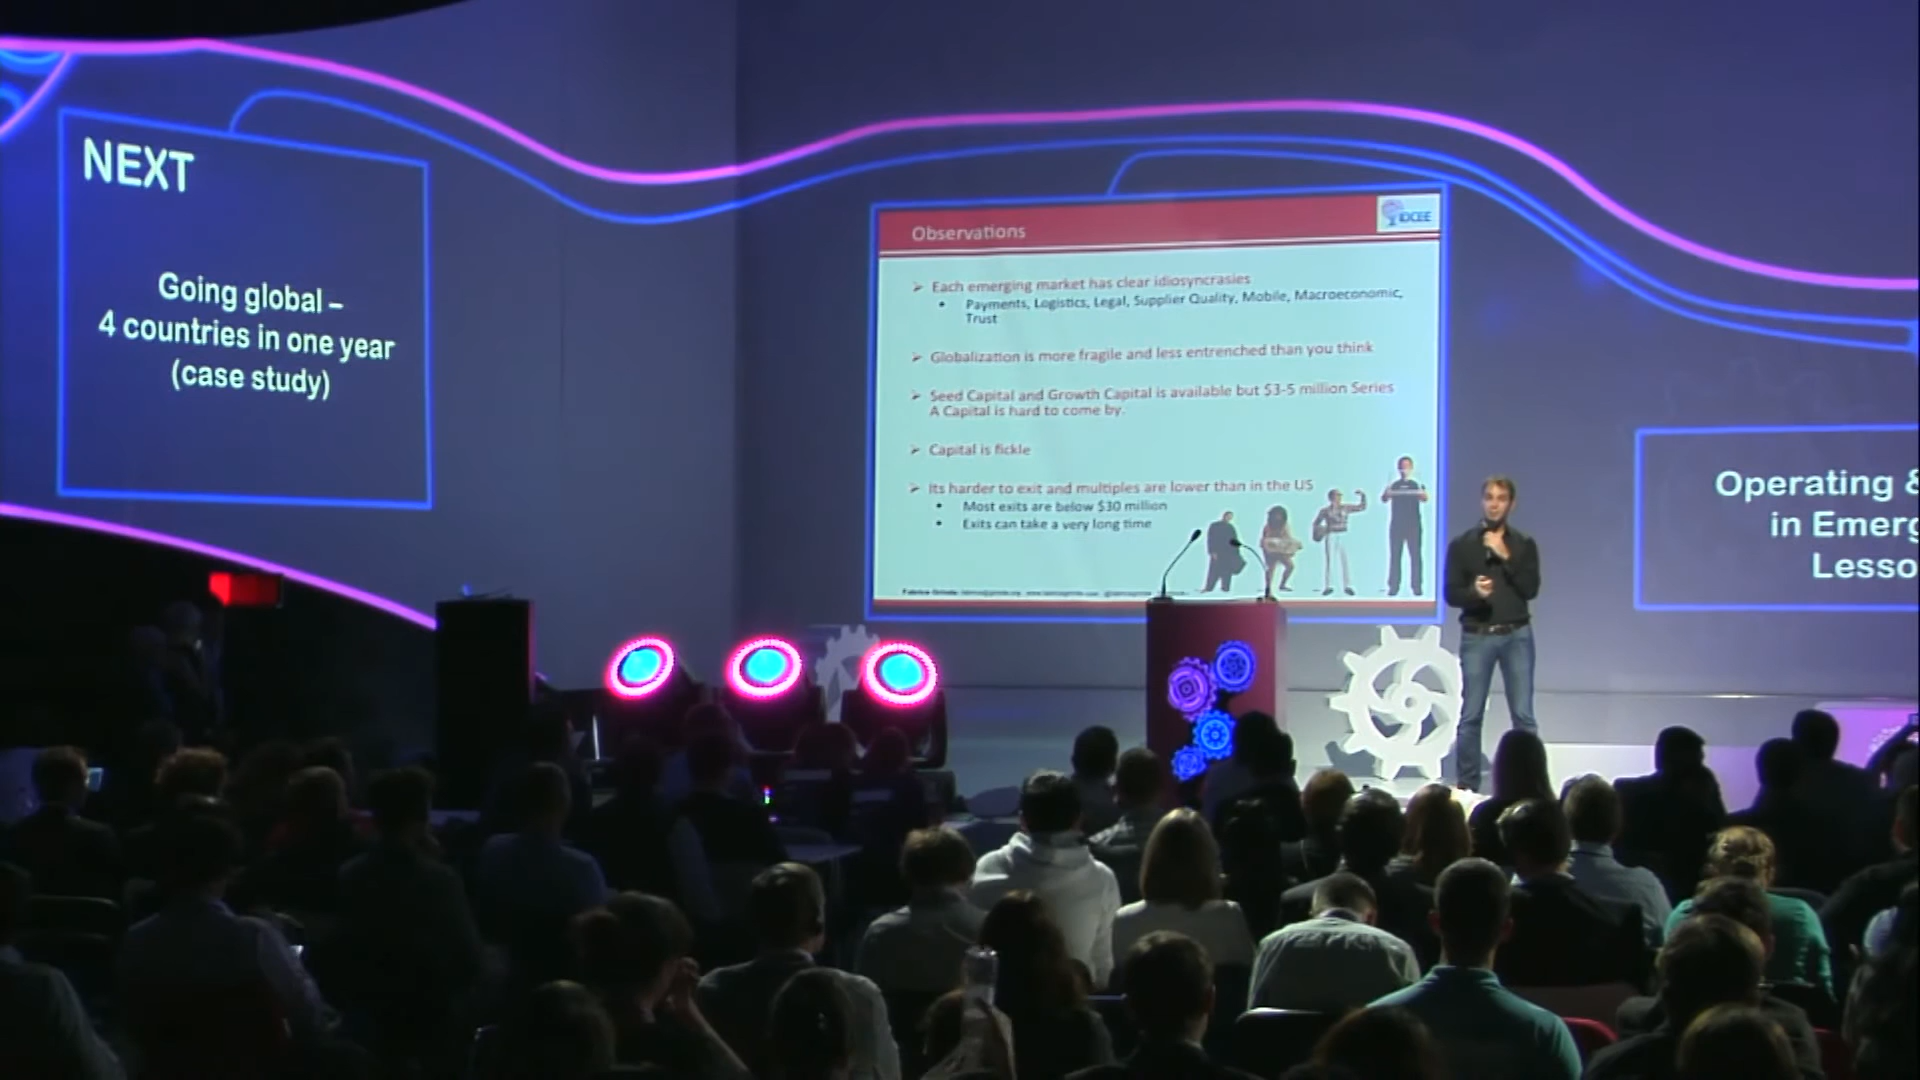 NEXT
Going global –
4 countries in one year
(case study)
Observations
IDCEE
➢ Each emerging market has clear idiosyncrasies
• Payments, Logistics, Legal, Supplier Quality, Mobile, Macroeconomic,
Trust
➢ Globalization is more fragile and less entrenched than you think
➢ Seed Capital and Growth Capital is available but $3-5 million Series
A Capital is hard to come by.
➢ Capital is fickle
➢ Its harder to exit and multiples are lower than in the US
• Most exits are below $30 million
• Exits can take a very long time
Fabrice Grinda
Operating &
in Emerg
Lesso